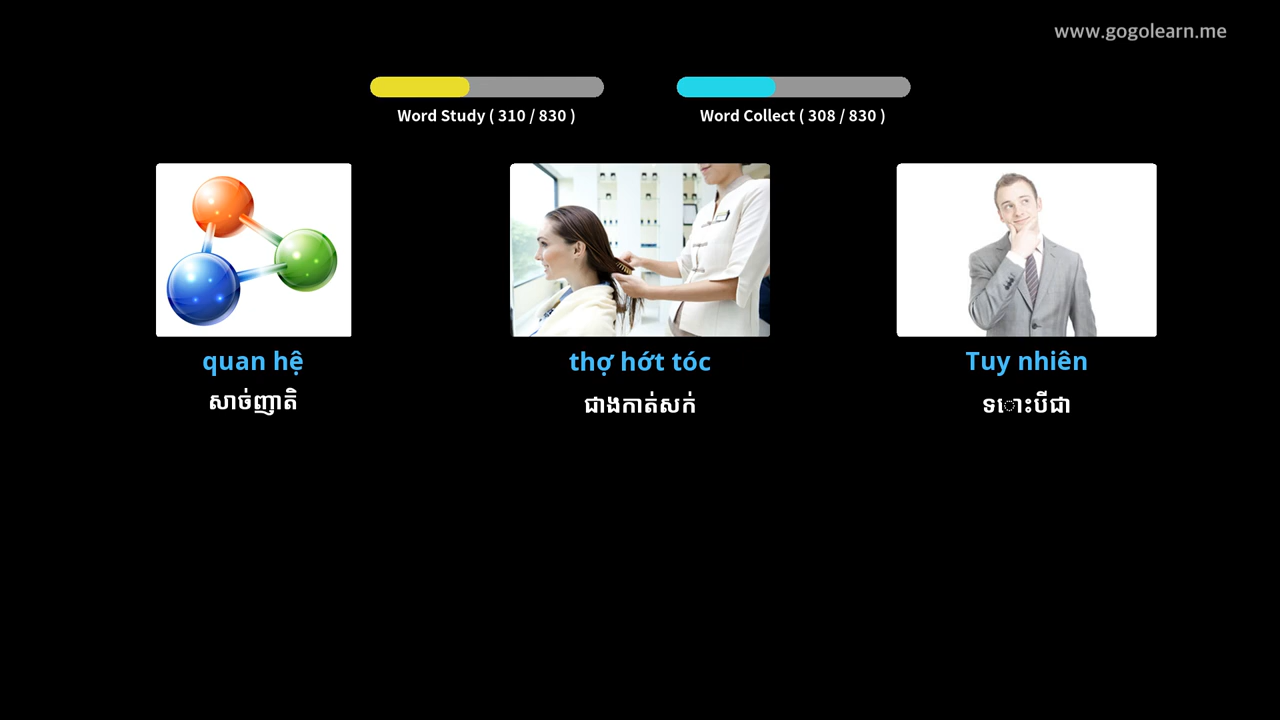 www.gogolearn.me
Word Study ( 310 / 830 )
Word Collect ( 308 / 830 )
quan hệ
thợ hớt tóc
Tuy nhiên
សាច់ញាតិ
ជាងកាត់សក់
ទោះបីជា